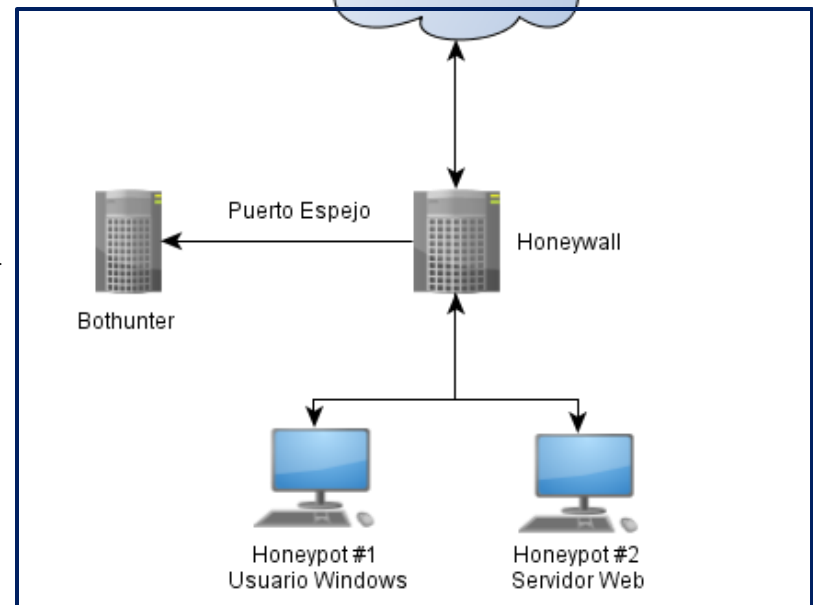 Puerto Espejo
Honeywall
Bothunter
Honeypot #1
Usuario Windows
Honeypot #2
Servidor Web